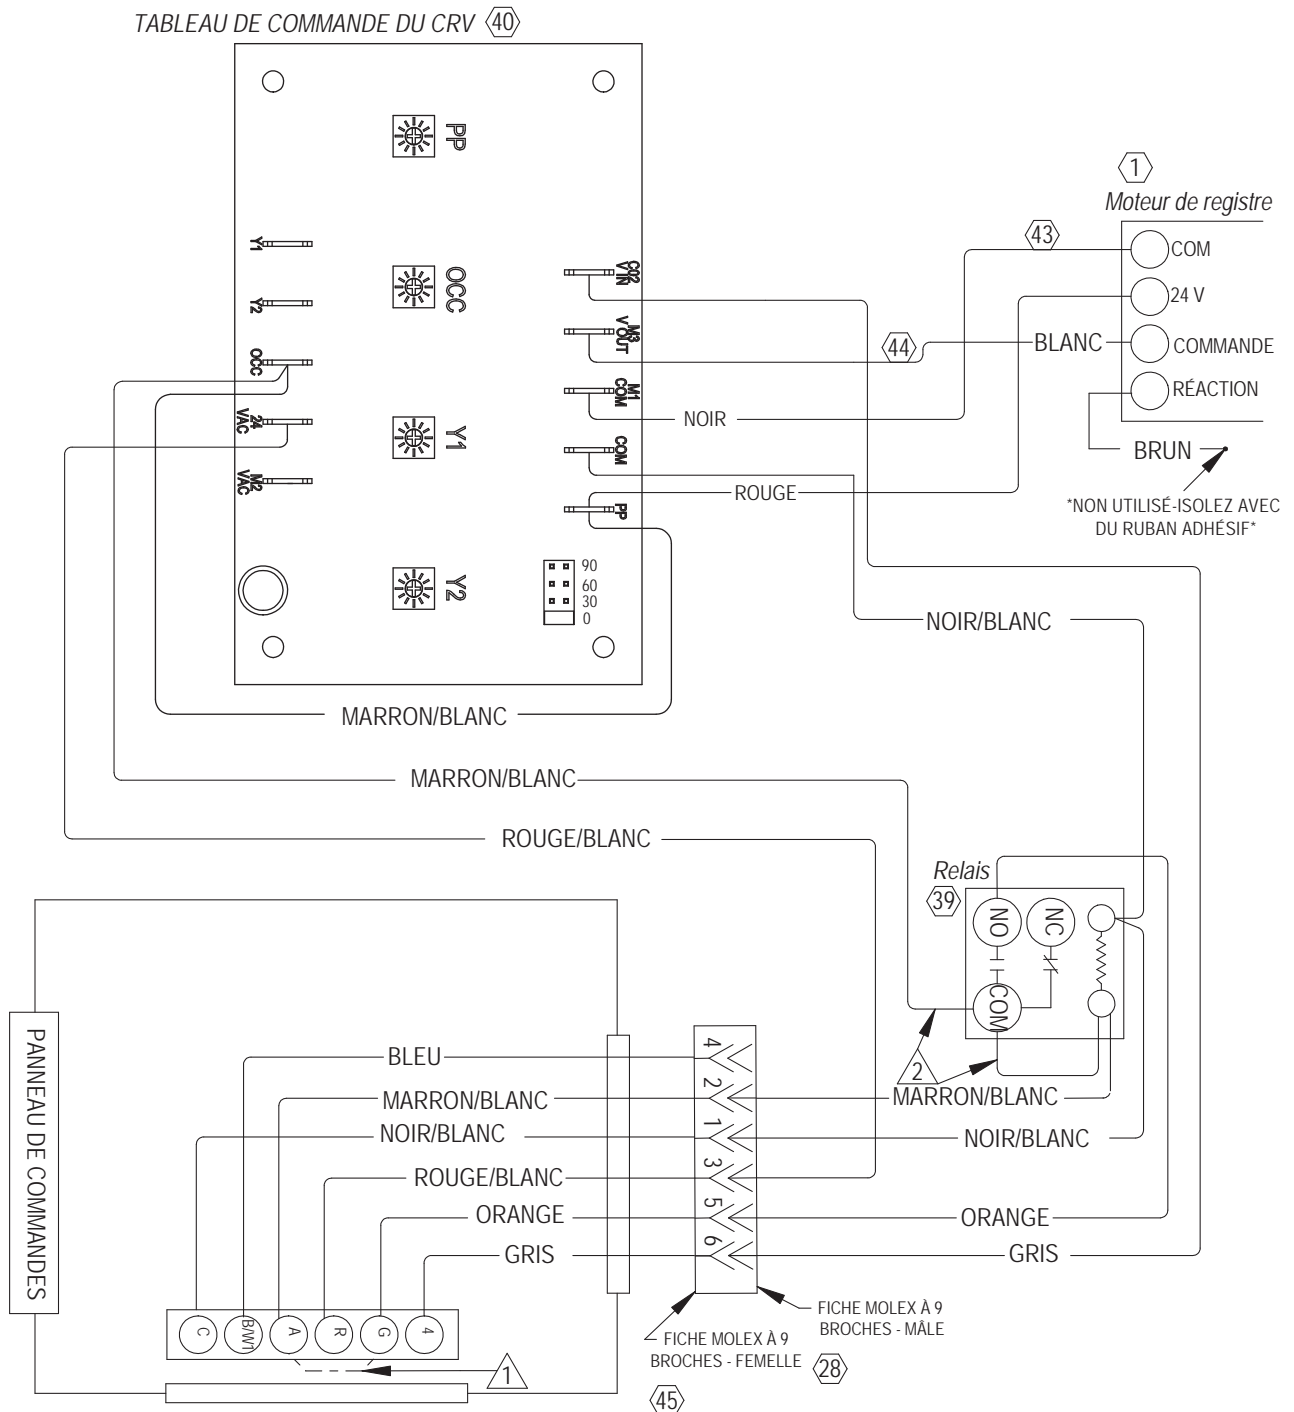 TABLEAU DE COMMANDE DU CRV 40
PP
OCC
Y1
Y2
Y1
Y2
OCC
24
VAC
M2
VAC
CO2
V IN
M3
V OUT
M1
COM
COM
PP
90
60
30
0
1
Moteur de registre
COM
24 V
COMMANDE
RÉACTION
43
44
BLANC
NOIR
BRUN
ROUGE
*NON UTILISÉ-ISOLEZ AVEC
DU RUBAN ADHÉSIF*
NOIR/BLANC
MARRON/BLANC
MARRON/BLANC
ROUGE/BLANC
Relais
39
NO
NC
COM
2
PANNEAU DE COMMANDES
BLEU
4
MARRON/BLANC
2
MARRON/BLANC
NOIR/BLANC
1
NOIR/BLANC
ROUGE/BLANC
3
ORANGE
5
ORANGE
GRIS
6
GRIS
C
B/W1
A
R
G
4
1
FICHE MOLEX À 9
BROCHES - MÂLE
28
FICHE MOLEX À 9
BROCHES - FEMELLE
45